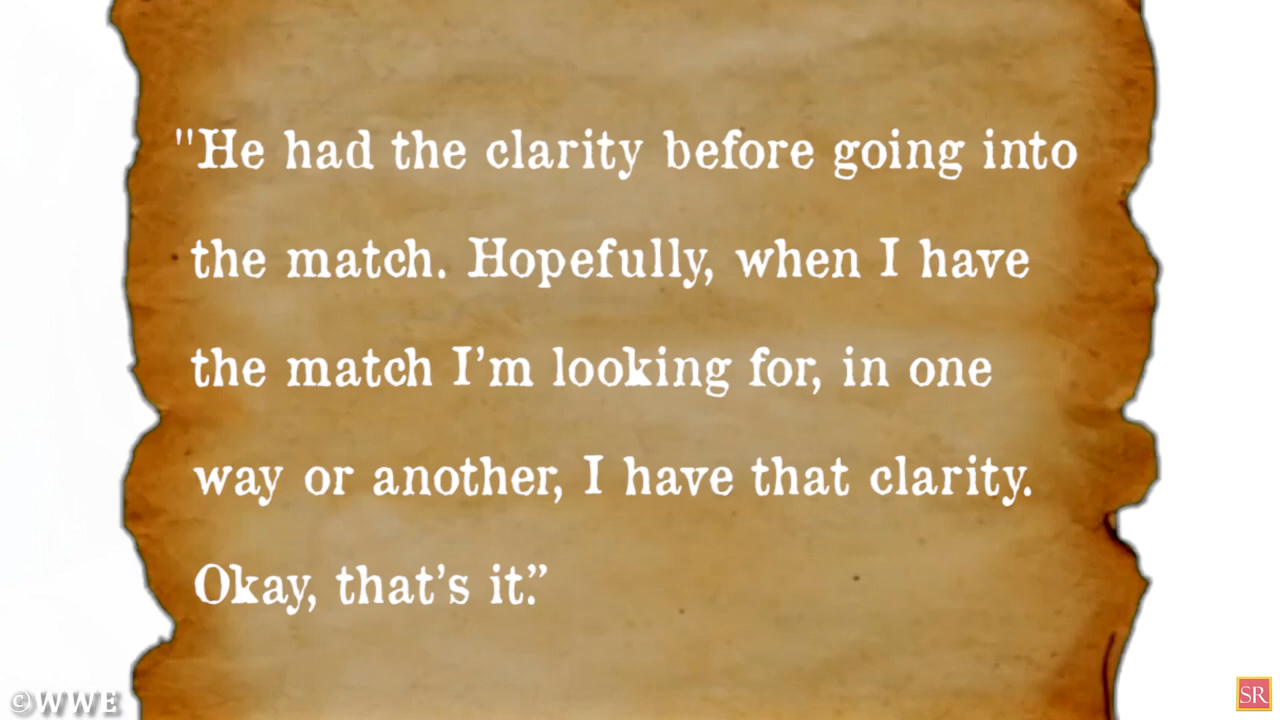 "He had the clarity before going into
the match. Hopefully, when I have
the match I’m looking for, in one
way or another, I have that clarity.
Okay, that’s it.”
©WWE
SR